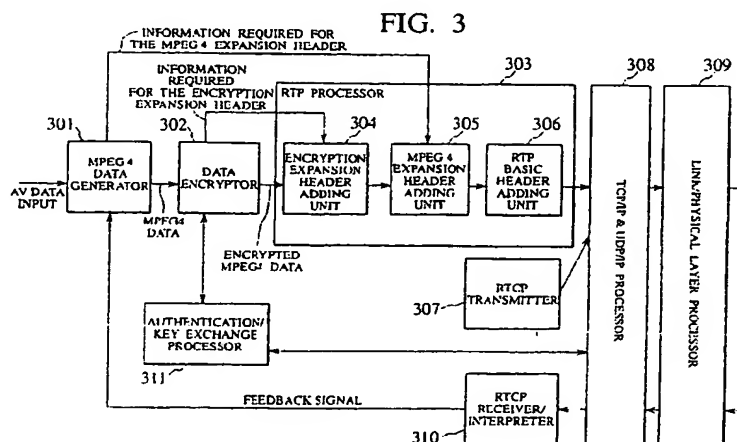 FIG. 3
INFORMATION REQUIRED FOR
THE MPEG 4 EXPANSION HEADER
INFORMATION
REQUIRED
FOR THE ENCRYPTION
EXPANSION HEADER
RTP PROCESSOR
303
308
309
301
302
304
305
306
AV DATA
INPUT
MPEG 4
DATA
GENERATOR
MPEG4
DATA
DATA
ENCRYPTOR
ENCRYPTED
MPEG4 DATA
ENCRYPTION
EXPANSION
HEADER
ADDING
UNIT
MPEG 4
EXPANSION
HEADER
ADDING
UNIT
RTP
BASIC
HEADER
ADDING
UNIT
TCP/IP & UDP/IP PROCESSOR
LINK/PHYSICAL LAYER PROCESSOR
RTCP
TRANSMITTER
307
AUTHENTICATION/
KEY EXCHANGE
PROCESSOR
311
FEEDBACK SIGNAL
RTCP
RECEIVER/
INTERPRETER
310